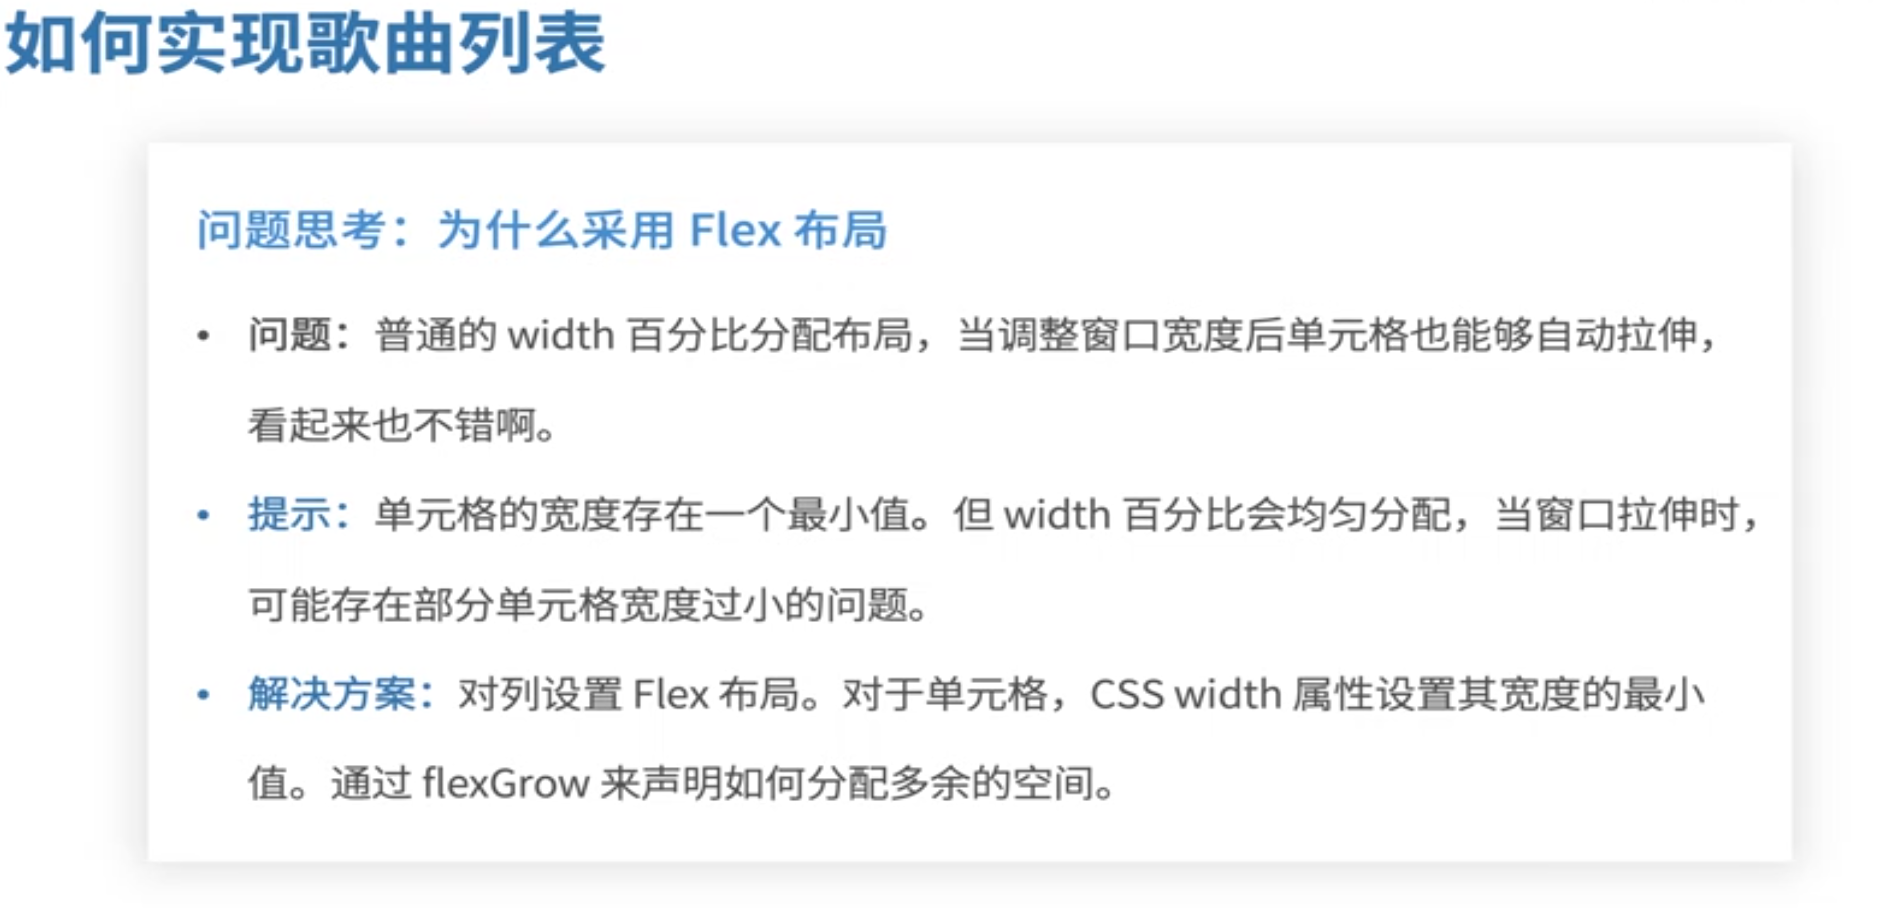 如何实现歌曲列表
问题思考：为什么采用 Flex 布局
• 问题：普通的 width 百分比分配布局，当调整窗口宽度后单元格也能够自动拉伸，
看起来也不错啊。
• 提示：单元格的宽度存在一个最小值。但 width 百分比会均匀分配，当窗口拉伸时，
可能存在部分单元格宽度过小的问题。
• 解决方案：对列设置 Flex 布局。对于单元格，CSS width 属性设置其宽度的最小
值。通过 flexGrow 来声明如何分配多余的空间。